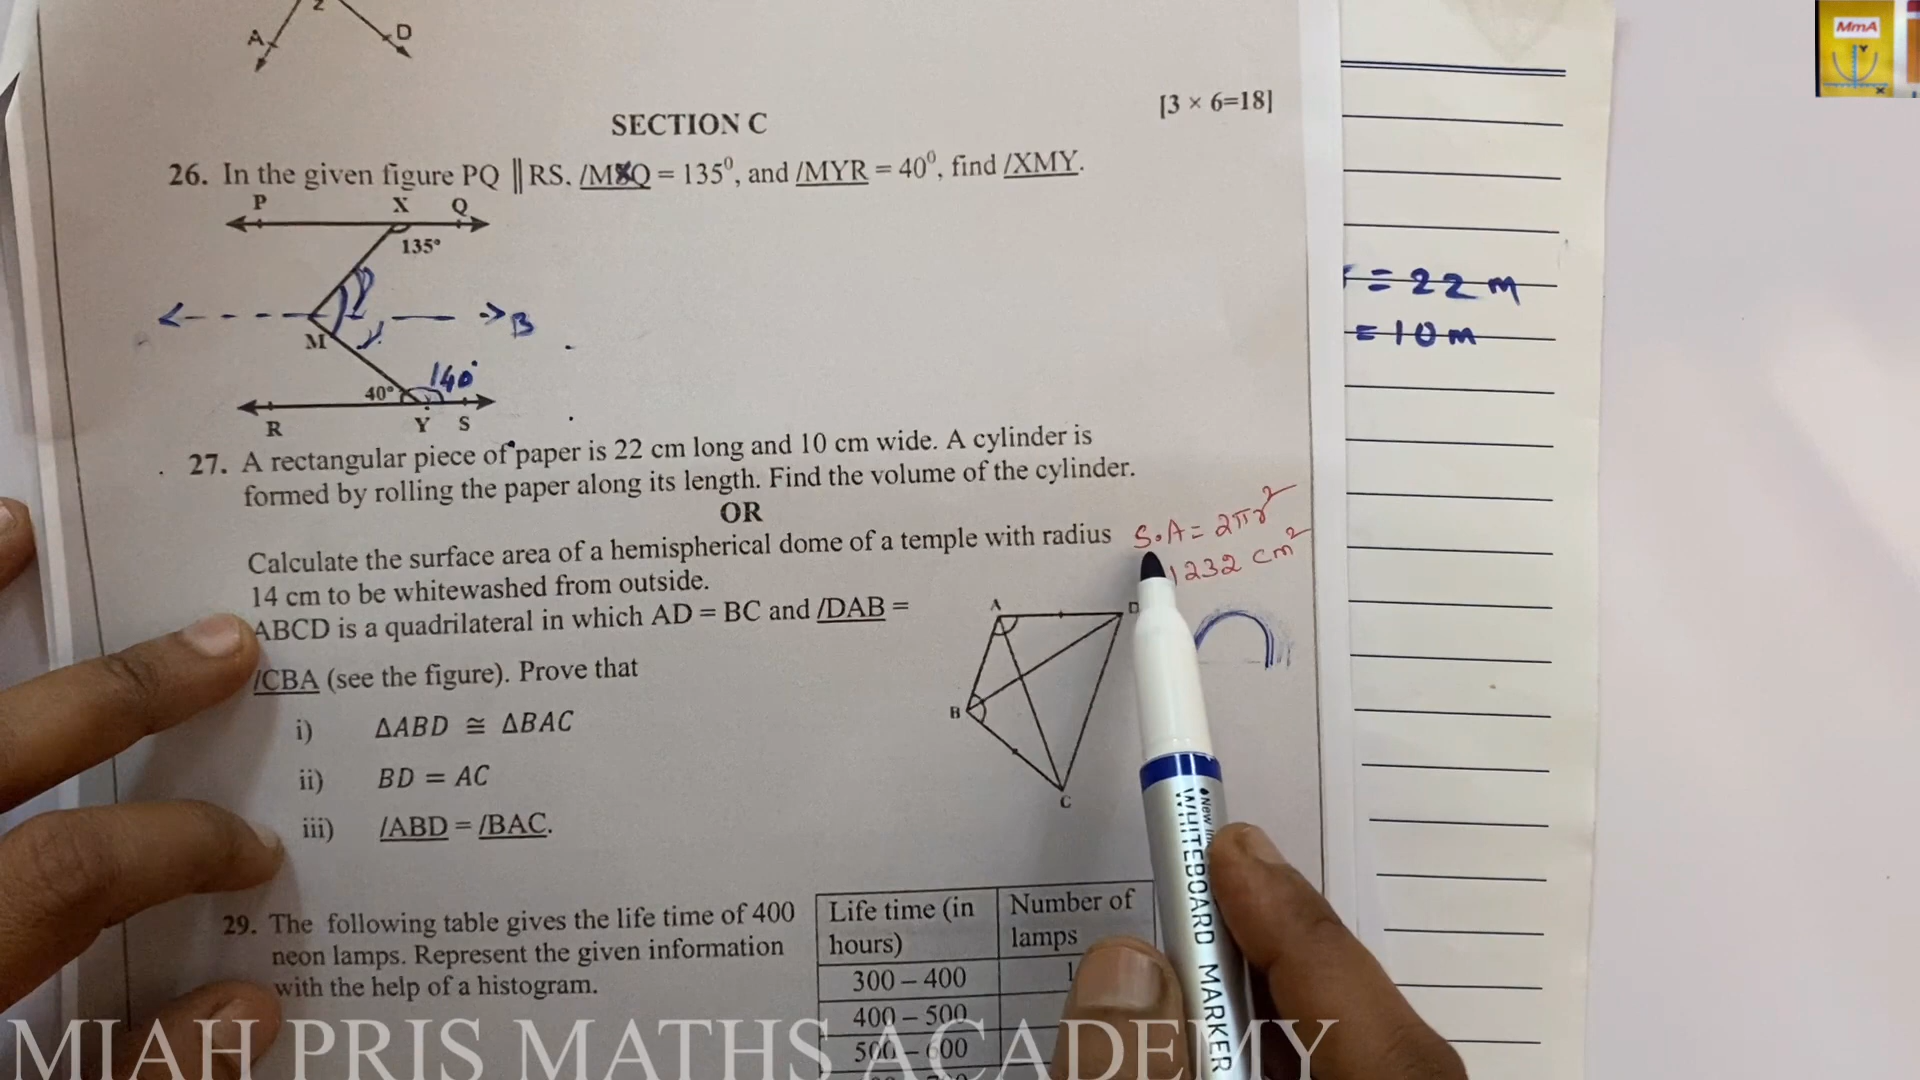 MmA
Y
X
Z
A
D
[3 × 6=18]
SECTION C
26. In the given figure PQ || RS. /MXQ = 135⁰, and /MYR = 40⁰, find /XMY.
P X Q
135°
B
M
140°
40°
R Y S
= 22 m
= 10 m
27. A rectangular piece of paper is 22 cm long and 10 cm wide. A cylinder is
formed by rolling the paper along its length. Find the volume of the cylinder.
OR
Calculate the surface area of a hemispherical dome of a temple with radius
14 cm to be whitewashed from outside.
S.A = 2πr²
1232 cm²
ABCD is a quadrilateral in which AD = BC and /DAB =
/CBA (see the figure). Prove that
i) ΔABD ≅ ΔBAC
ii) BD = AC
iii) /ABD = /BAC.
A
D
B
C
29. The following table gives the life time of 400
neon lamps. Represent the given information
with the help of a histogram.
Life time (in hours) Number of lamps
300 – 400 1
400 – 500
500 – 600
WHITEBOARD MARKER
MIAH PRIS MATHS ACADEMY